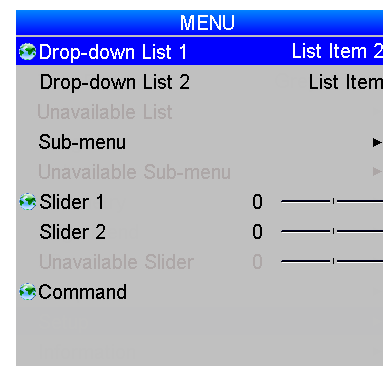 MENU
Drop-down List 1 List Item 2
Drop-down List 2 List Item
Unavailable List
Sub-menu
Unavailable Sub-menu
Slider 1 0
Slider 2 0
Unavailable Slider 0
Command